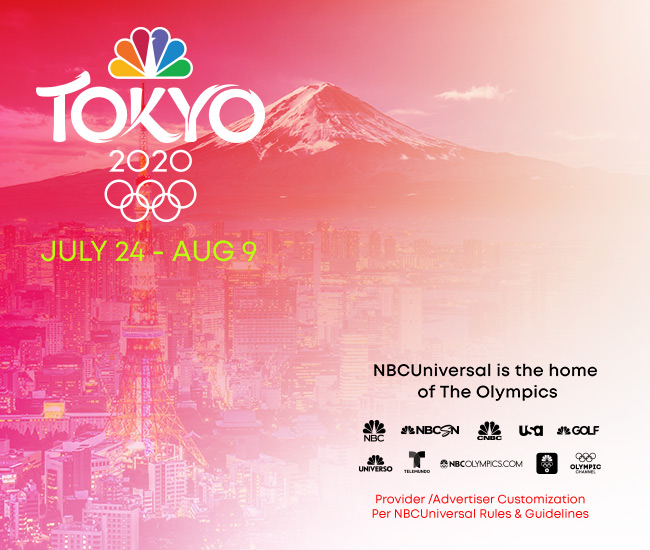 TOKYO
2020
JULY 24 - AUG 9
NBCUniversal is the home
of The Olympics
NBC NBCSN CNBC USA GOLF
UNIVERSO TELEMUNDO NBCOLYMPICS.COM OLYMPIC
CHANNEL
Provider /Advertiser Customization
Per NBCUniversal Rules & Guidelines